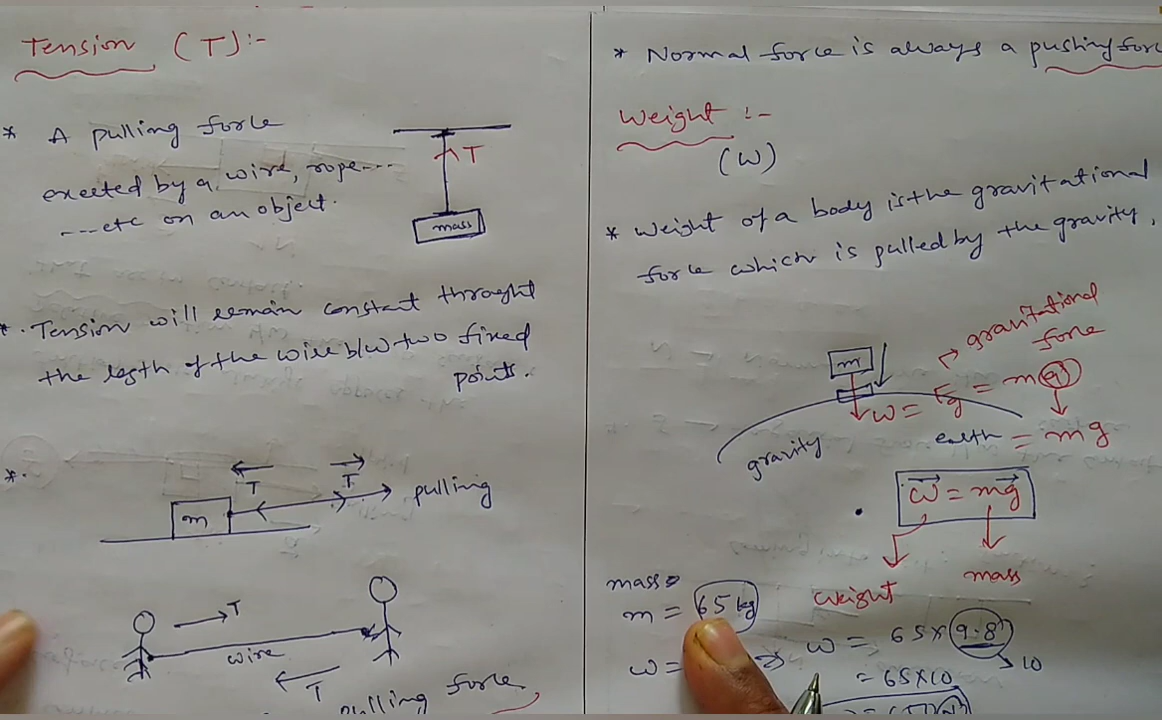 Tension (T):-
* A pulling force
exerted by a wire, rope---
---etc on an object.
T
mass
*. Tension will remain constant throught
the legth of the wire b/w two fixed
points.
*.
T T
m
pulling
T
wire
T
pulling force
* Normal force is always a pushing forc
Weight :-
(W)
* Weight of a body is the gravitational
force which is pulled by the gravity,
gravitational
force
m
w = Fg = m(g)
gravity
earth = mg
w = mg
mass
weight
mass
m = 65 kg
w = 65 × 9.8
10
w =
= 65×10